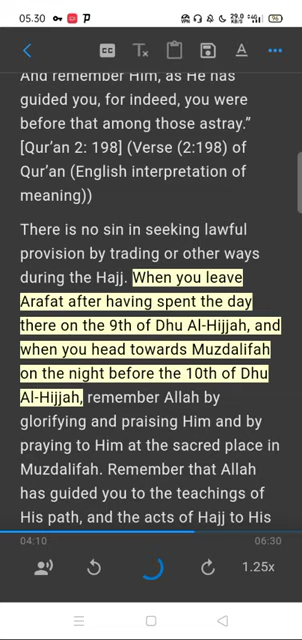 05:30
29.0
KB/s
96
CC
A
And remember Him, as He has
guided you, for indeed, you were
before that among those astray.”
[Qur’an 2: 198] (Verse (2:198) of
Qur’an (English interpretation of
meaning))
There is no sin in seeking lawful
provision by trading or other ways
during the Hajj. When you leave
Arafat after having spent the day
there on the 9th of Dhu Al-Hijjah, and
when you head towards Muzdalifah
on the night before the 10th of Dhu
Al-Hijjah, remember Allah by
glorifying and praising Him and by
praying to Him at the sacred place in
Muzdalifah. Remember that Allah
has guided you to the teachings of
His path, and the acts of Hajj to His
04:10 06:30
1.25x